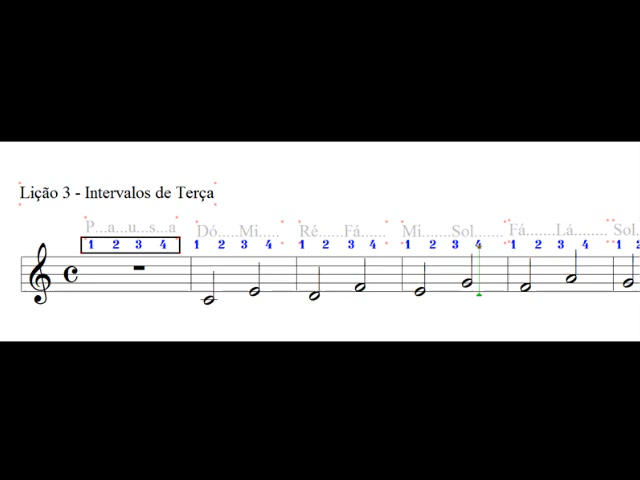 Lição 3 - Intervalos de Terça
P...a...u...s...a Dó.....Mi..... Ré......Fá...... Mi.......Sol....... Fá.......Lá......... Sol.
1 2 3 4 1 2 3 4 1 2 3 4 1 2 3 4 1 2 3 4 1 2